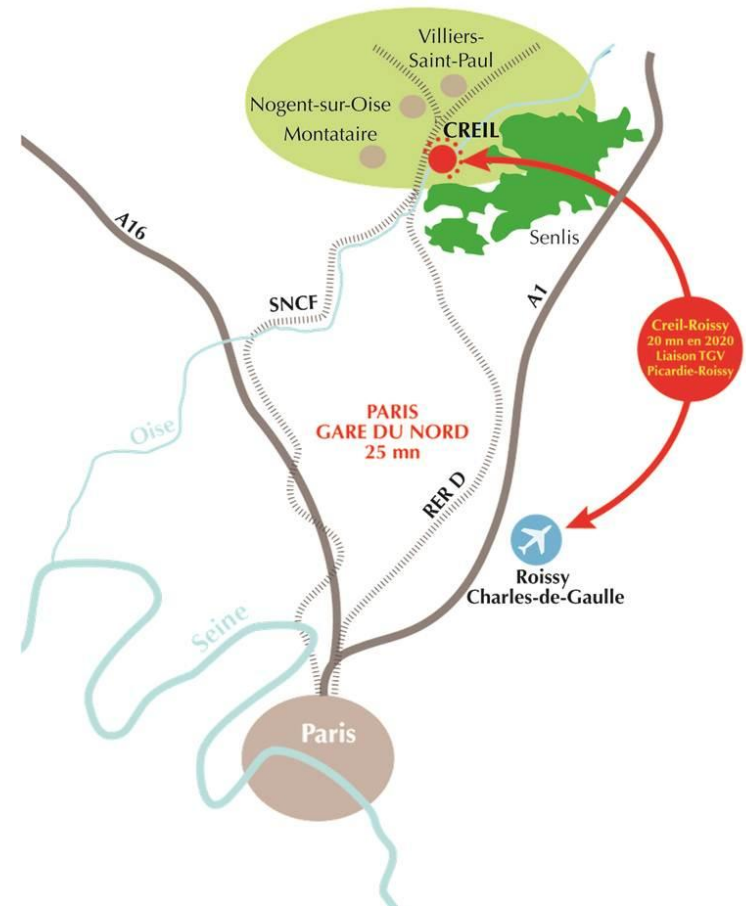 Villiers-
Saint-Paul
Nogent-sur-Oise
Montataire
CREIL
Senlis
A16
SNCF
A1
Creil-Roissy
20 mn en 2020
Liaison TGV
Picardie-Roissy
PARIS
GARE DU NORD
25 mn
Oise
RER D
Roissy
Charles-de-Gaulle
Seine
Paris